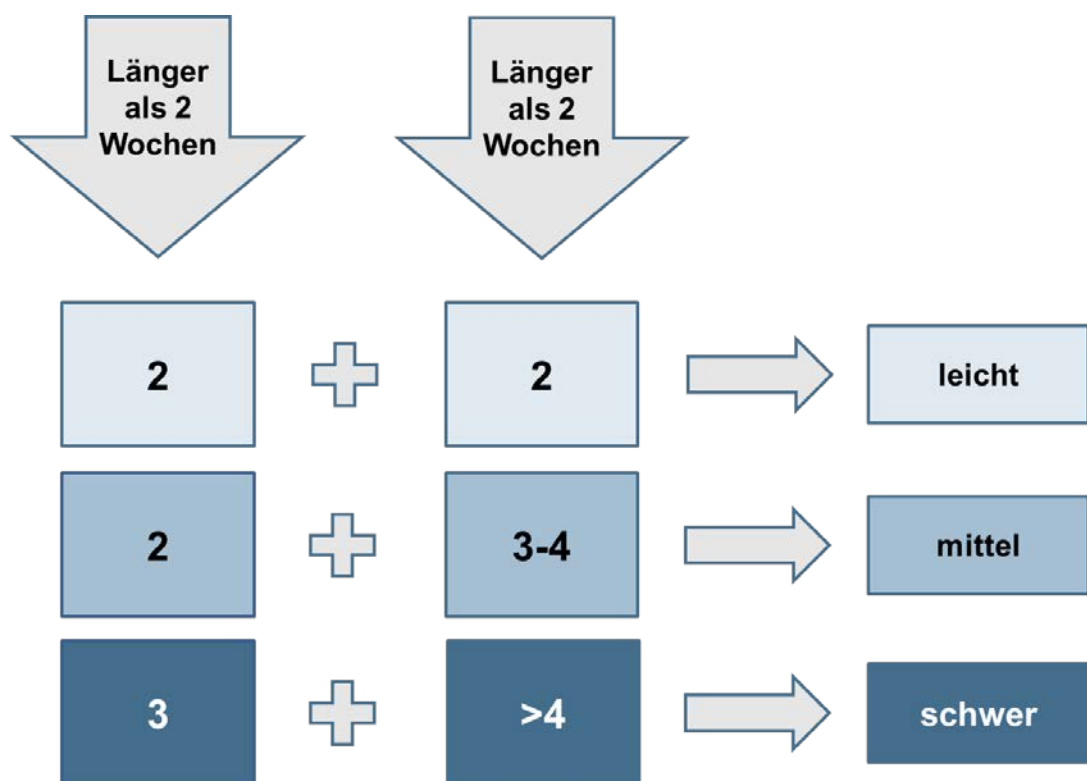 Länger
als 2
Wochen
Länger
als 2
Wochen
2
2
leicht
2
3-4
mittel
3
>4
schwer